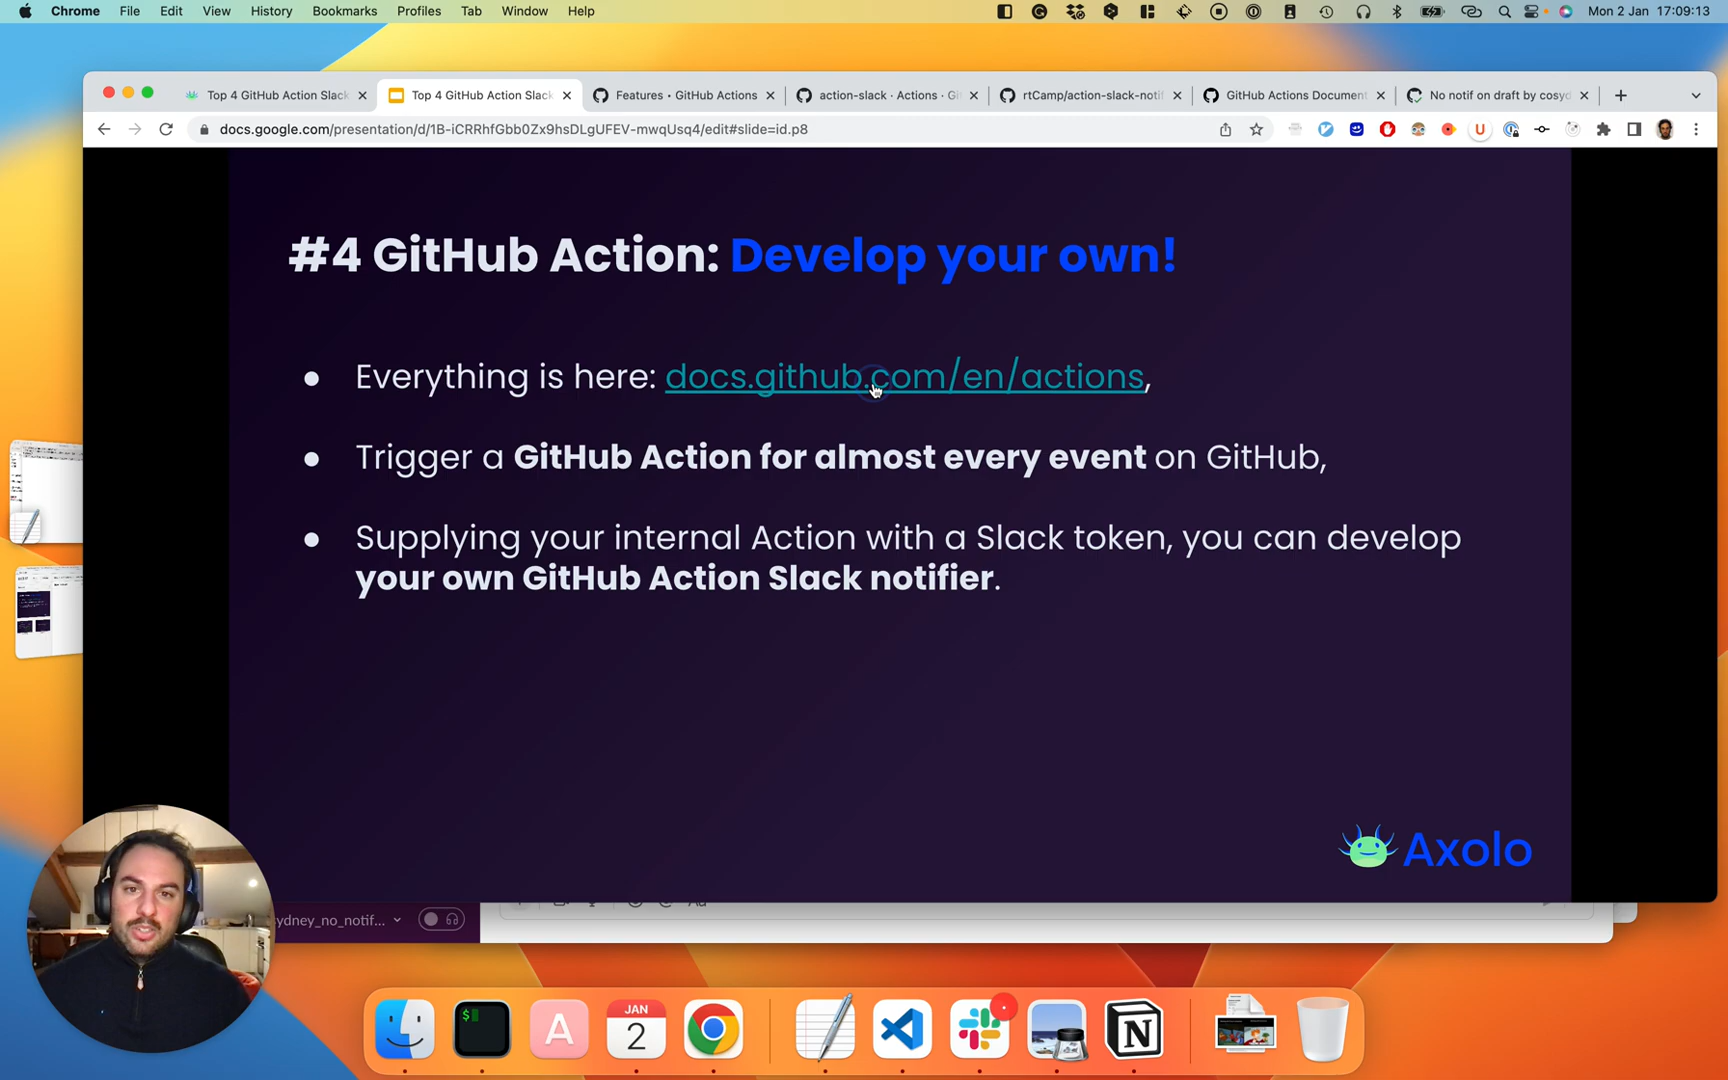 Chrome File Edit View History Bookmarks Profiles Tab Window Help Mon 2 Jan 17:09:13
Top 4 GitHub Action Slack Top 4 GitHub Action Slack Features • GitHub Actions action-slack · Actions · Gi rtCamp/action-slack-notif GitHub Actions Document No notif on draft by cosyd
docs.google.com/presentation/d/1B-iCRRhfGbb0Zx9hsDLgUFEV-mwqUsq4/edit#slide=id.p8
#4 GitHub Action: Develop your own!
● Everything is here: docs.github.com/en/actions,
● Trigger a GitHub Action for almost every event on GitHub,
● Supplying your internal Action with a Slack token, you can develop
your own GitHub Action Slack notifier.
Axolo
ydney_no_notif...
JAN
2